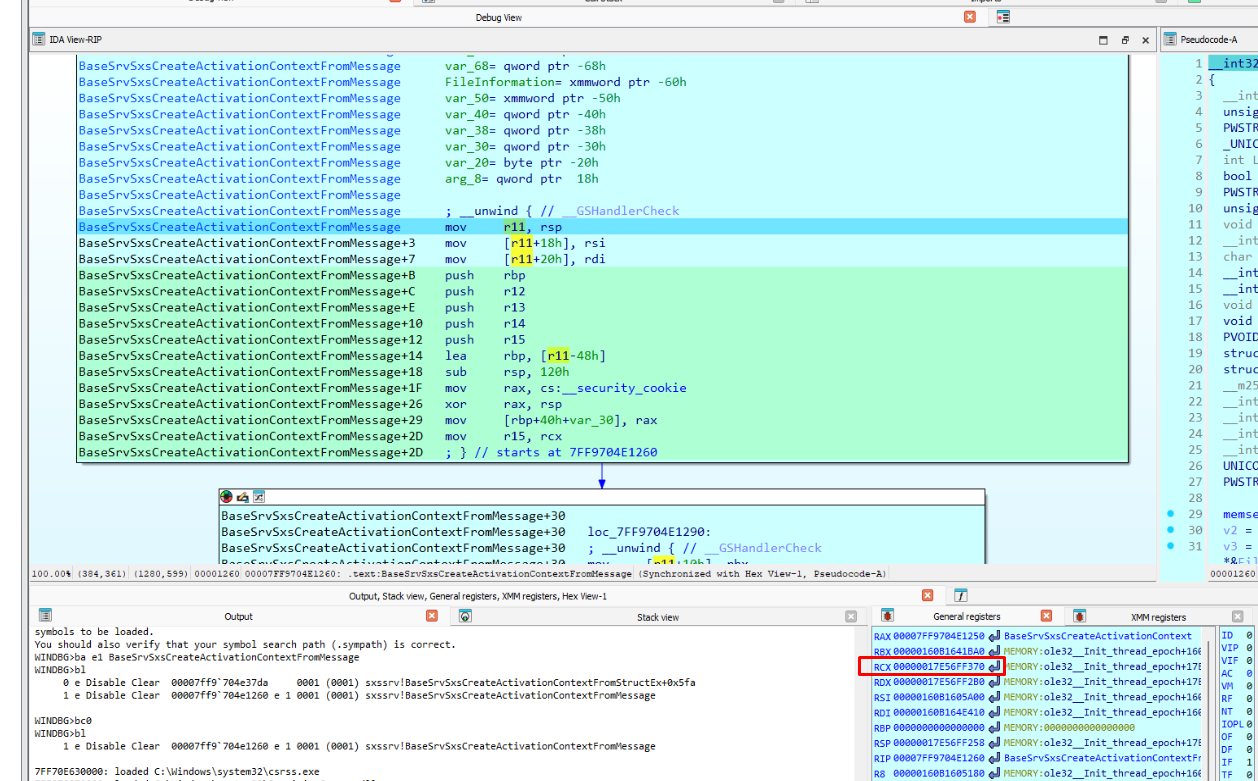 Debug View
IDA View-RIP
Pseudocode-A
BaseSrvSxsCreateActivationContextFromMessage var_68= qword ptr -68h
BaseSrvSxsCreateActivationContextFromMessage FileInformation= xmmword ptr -60h
BaseSrvSxsCreateActivationContextFromMessage var_50= xmmword ptr -50h
BaseSrvSxsCreateActivationContextFromMessage var_40= qword ptr -40h
BaseSrvSxsCreateActivationContextFromMessage var_38= qword ptr -38h
BaseSrvSxsCreateActivationContextFromMessage var_30= qword ptr -30h
BaseSrvSxsCreateActivationContextFromMessage var_20= byte ptr -20h
BaseSrvSxsCreateActivationContextFromMessage arg_8= qword ptr  18h
BaseSrvSxsCreateActivationContextFromMessage
BaseSrvSxsCreateActivationContextFromMessage ; __unwind { // __GSHandlerCheck
BaseSrvSxsCreateActivationContextFromMessage mov r11, rsp
BaseSrvSxsCreateActivationContextFromMessage+3 mov [r11+18h], rsi
BaseSrvSxsCreateActivationContextFromMessage+7 mov [r11+20h], rdi
BaseSrvSxsCreateActivationContextFromMessage+B push rbp
BaseSrvSxsCreateActivationContextFromMessage+C push r12
BaseSrvSxsCreateActivationContextFromMessage+E push r13
BaseSrvSxsCreateActivationContextFromMessage+10 push r14
BaseSrvSxsCreateActivationContextFromMessage+12 push r15
BaseSrvSxsCreateActivationContextFromMessage+14 lea rbp, [r11-48h]
BaseSrvSxsCreateActivationContextFromMessage+18 sub rsp, 120h
BaseSrvSxsCreateActivationContextFromMessage+1F mov rax, cs:__security_cookie
BaseSrvSxsCreateActivationContextFromMessage+26 xor rax, rsp
BaseSrvSxsCreateActivationContextFromMessage+29 mov [rbp+40h+var_30], rax
BaseSrvSxsCreateActivationContextFromMessage+2D mov r15, rcx
BaseSrvSxsCreateActivationContextFromMessage+2D ; } // starts at 7FF9704E1260
BaseSrvSxsCreateActivationContextFromMessage+30
BaseSrvSxsCreateActivationContextFromMessage+30 loc_7FF9704E1290:
BaseSrvSxsCreateActivationContextFromMessage+30 ; __unwind { // __GSHandlerCheck
1 __int32
2 {
3 __int
4 unsig
5 PWSTR
6 _UNIC
7 int L
8 bool
9 PWSTR
10 unsig
11 void
12 __int
13 char
14 __int
15 __int
16 void
17 void
18 PVOID
19 struc
20 struc
21 __m25
22 __int
23 __int
24 __int
25 __int
26 UNICO
27 PWSTR
28
29 memse
30 v2 =
31 v3 =
100.00% (384,361) (1280,599) 00001260 00007FF9704E1260: .text:BaseSrvSxsCreateActivationContextFromMessage (Synchronized with Hex View-1, Pseudocode-A)
00001260
Output, Stack view, General registers, XMM registers, Hex View-1
Output
Stack view
General registers
XMM registers
symbols to be loaded.
You should also verify that your symbol search path (.sympath) is correct.
WINDBG>ba e1 BaseSrvSxsCreateActivationContextFromMessage
WINDBG>bl
0 e Disable Clear  00007ff9`704e37da     0001 (0001) sxssrv!BaseSrvSxsCreateActivationContextFromStructEx+0x5fa
1 e Disable Clear  00007ff9`704e1260 e 1 0001 (0001) sxssrv!BaseSrvSxsCreateActivationContextFromMessage
WINDBG>bc0
WINDBG>bl
1 e Disable Clear  00007ff9`704e1260 e 1 0001 (0001) sxssrv!BaseSrvSxsCreateActivationContextFromMessage
7FF70E630000: loaded C:\Windows\system32\csrss.exe
RAX 00007FF9704E1250 BaseSrvSxsCreateActivationContext
RBX 00000160B1641BA0 MEMORY:ole32__Init_thread_epoch+160
RCX 00000017E56FF370 MEMORY:ole32__Init_thread_epoch+17E
RDX 00000017E56FF2B0 MEMORY:ole32__Init_thread_epoch+17E
RSI 00000160B1605A00 MEMORY:ole32__Init_thread_epoch+160
RDI 00000160B164E410 MEMORY:ole32__Init_thread_epoch+160
RBP 0000000000000000 MEMORY:0000000000000000
RSP 00000017E56FF258 MEMORY:ole32__Init_thread_epoch+17E
RIP 00007FF9704E1260 BaseSrvSxsCreateActivationContextFr
R8 00000160B1605180 MEMORY:ole32__Init_thread_epoch+160
ID 0
VIP 0
VIF 0
AC 0
VM 0
RF 0
NT 0
IOPL 0
OF 0
DF 0
IF 1
TF 0